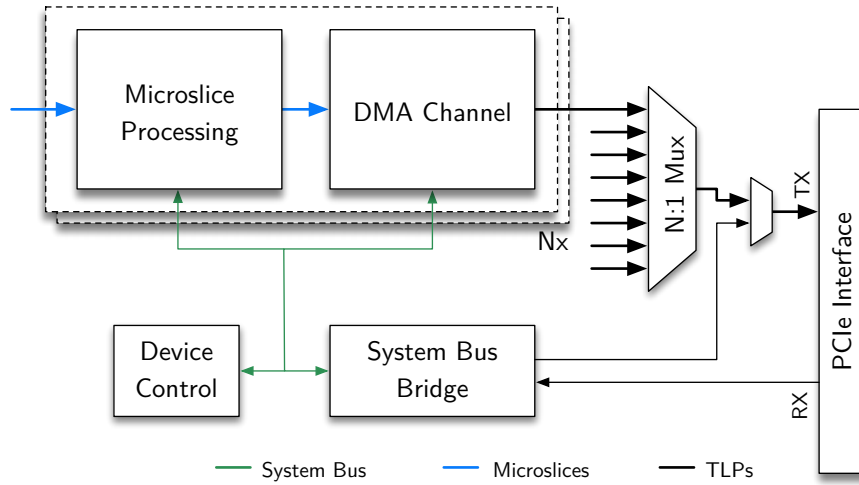 Microslice
Processing
DMA Channel
N:1 Mux
TX
Nx
PCIe Interface
Device
Control
System Bus
Bridge
RX
System Bus
Microslices
TLPs